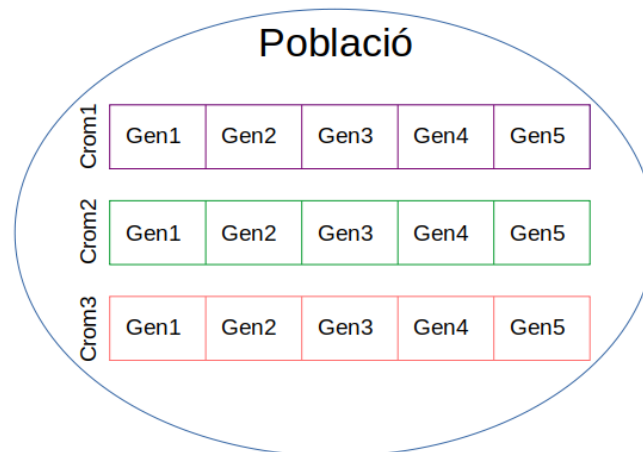 Població
Crom1
Gen1 Gen2 Gen3 Gen4 Gen5
Crom2
Gen1 Gen2 Gen3 Gen4 Gen5
Crom3
Gen1 Gen2 Gen3 Gen4 Gen5